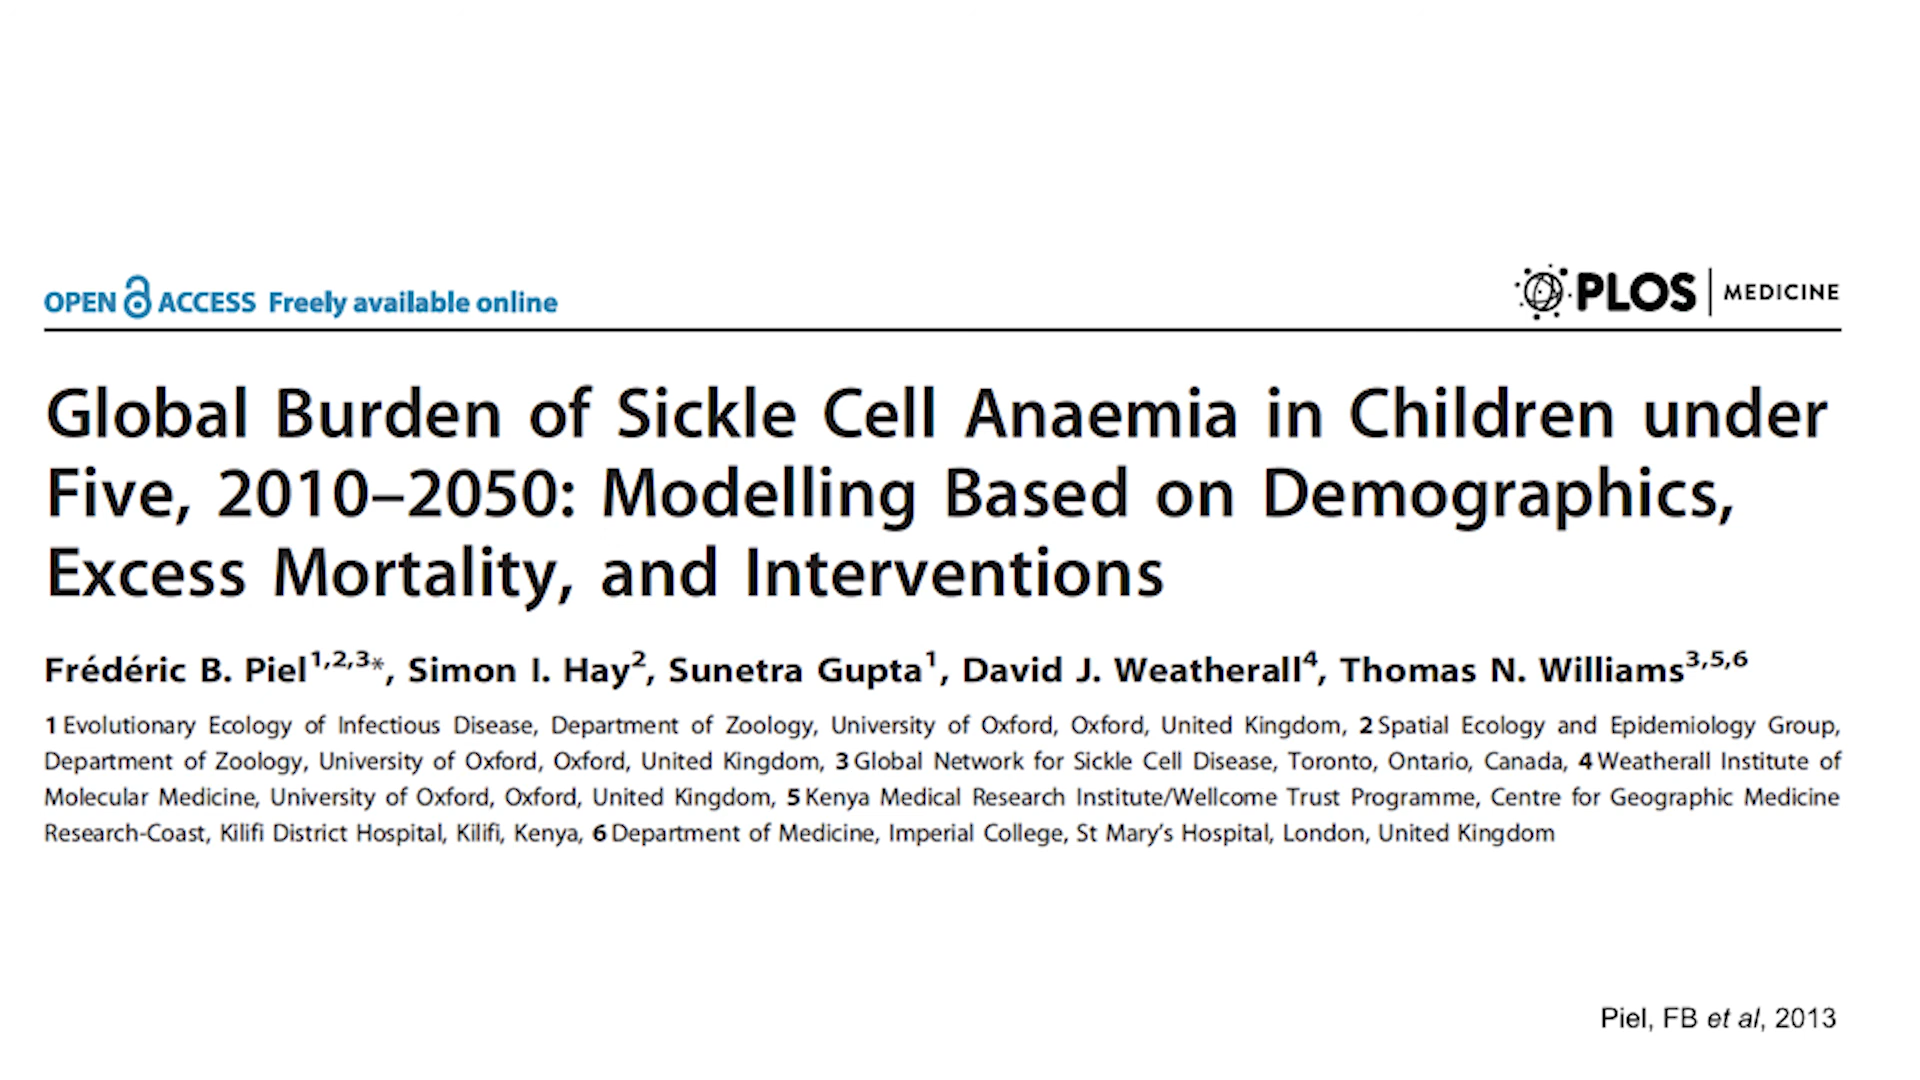 OPEN ACCESS Freely available online
PLOS | MEDICINE
Global Burden of Sickle Cell Anaemia in Children under
Five, 2010–2050: Modelling Based on Demographics,
Excess Mortality, and Interventions
Frédéric B. Piel1,2,3*, Simon I. Hay2, Sunetra Gupta1, David J. Weatherall4, Thomas N. Williams3,5,6
1 Evolutionary Ecology of Infectious Disease, Department of Zoology, University of Oxford, Oxford, United Kingdom, 2 Spatial Ecology and Epidemiology Group,
Department of Zoology, University of Oxford, Oxford, United Kingdom, 3 Global Network for Sickle Cell Disease, Toronto, Ontario, Canada, 4 Weatherall Institute of
Molecular Medicine, University of Oxford, Oxford, United Kingdom, 5 Kenya Medical Research Institute/Wellcome Trust Programme, Centre for Geographic Medicine
Research-Coast, Kilifi District Hospital, Kilifi, Kenya, 6 Department of Medicine, Imperial College, St Mary's Hospital, London, United Kingdom
Piel, FB et al, 2013